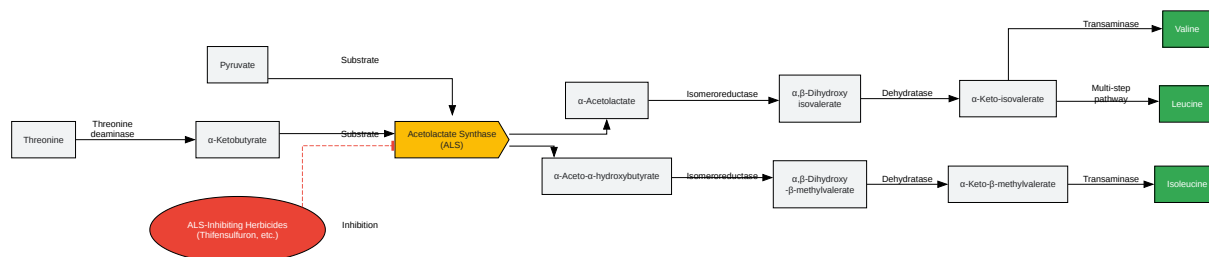 Transaminase
Valine
Pyruvate
Substrate
α-Acetolactate
Isomeroreductase
α,β-Dihydroxy
isovalerate
Dehydratase
α-Keto-isovalerate
Multi-step
pathway
Leucine
Threonine
Threonine
deaminase
α-Ketobutyrate
Substrate
Acetolactate Synthase
(ALS)
α-Aceto-α-hydroxybutyrate
Isomeroreductase
α,β-Dihydroxy
-β-methylvalerate
Dehydratase
α-Keto-β-methylvalerate
Transaminase
Isoleucine
ALS-Inhibiting Herbicides
(Thifensulfuron, etc.)
Inhibition